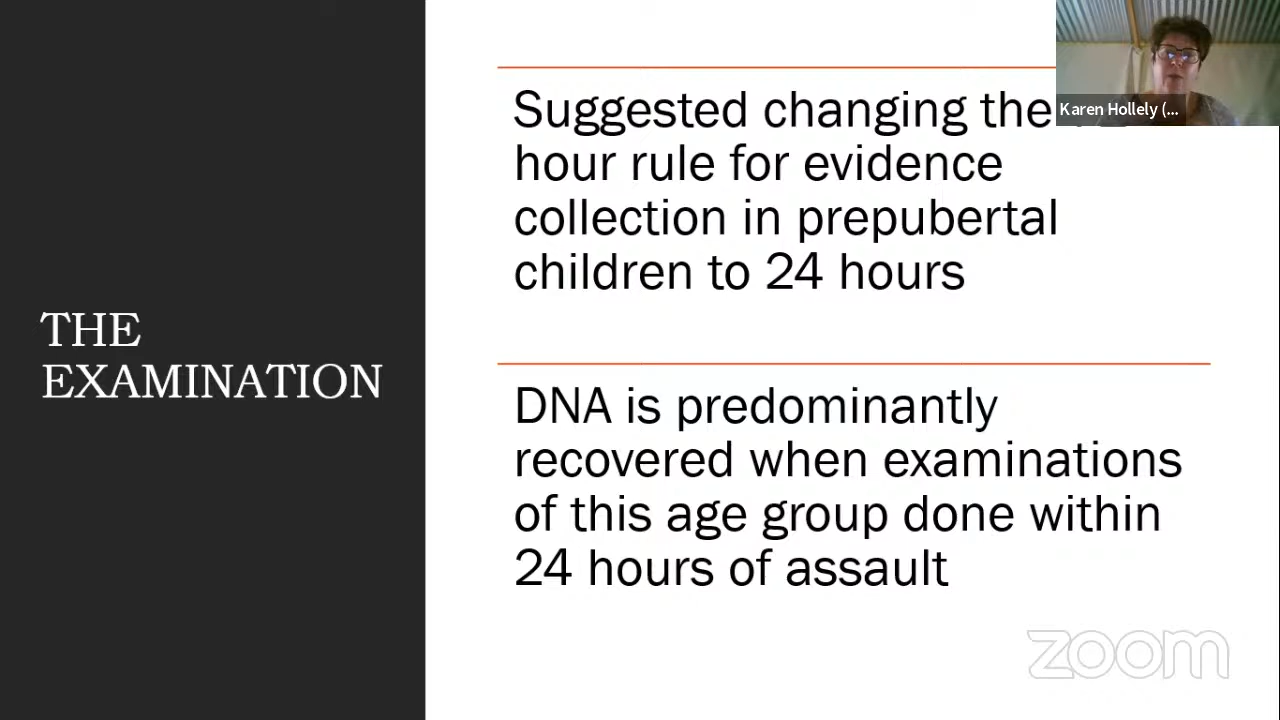 THE
EXAMINATION
Suggested changing the
hour rule for evidence
collection in prepubertal
children to 24 hours
DNA is predominantly
recovered when examinations
of this age group done within
24 hours of assault
Karen Hollely (...
zoom